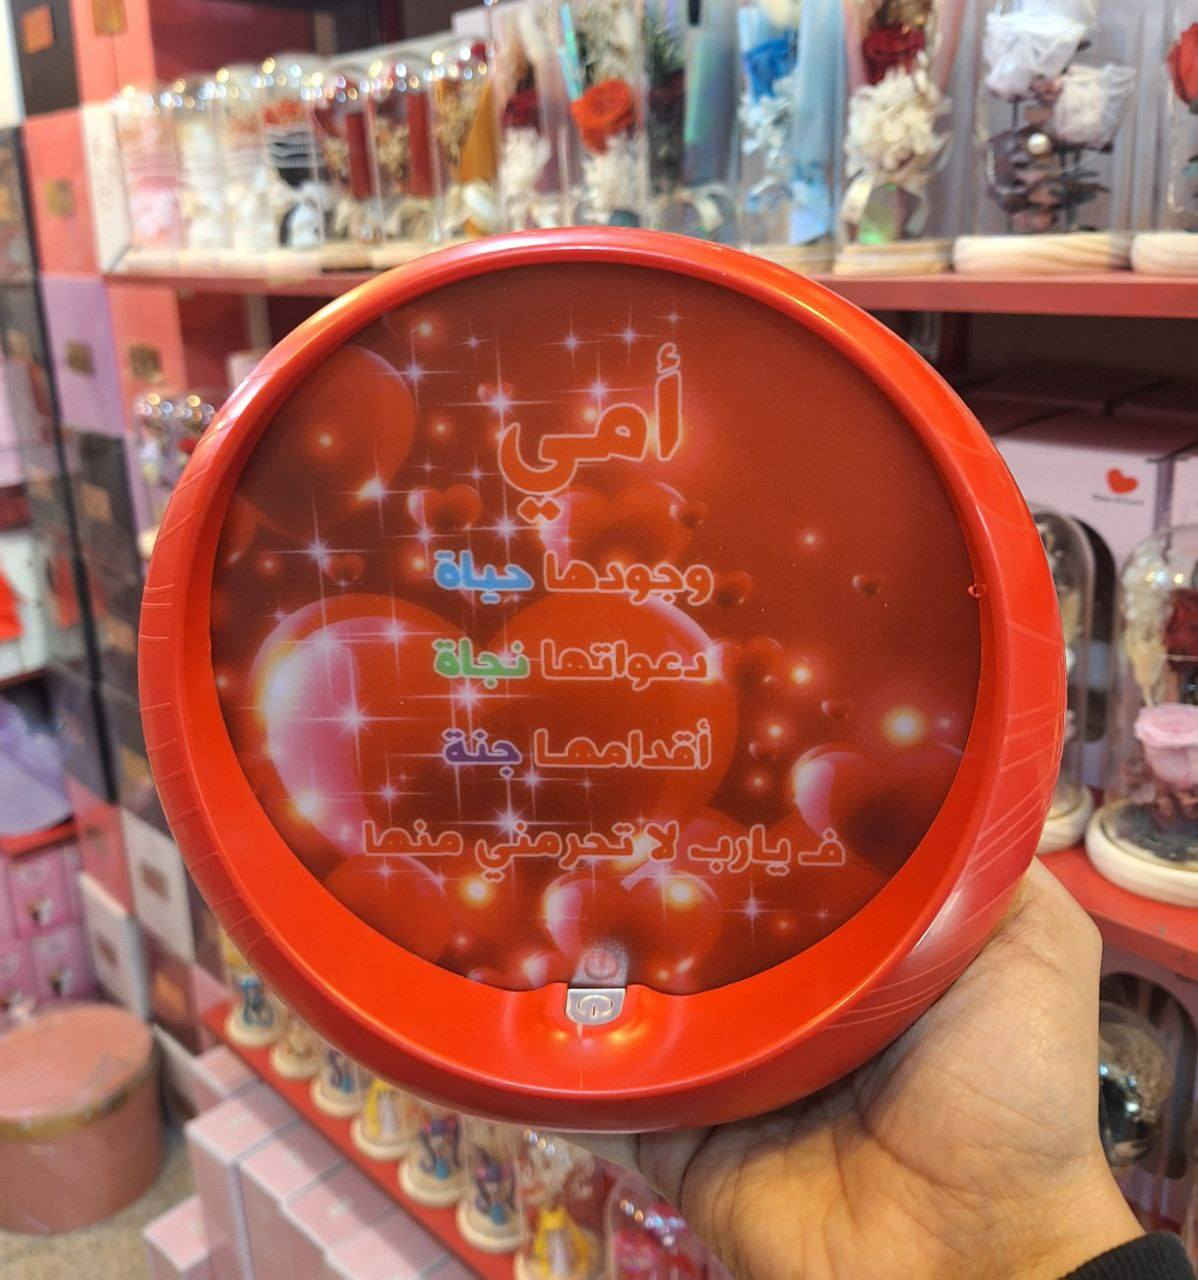 أمي
وجودها حياة
دعواتها نجاة
أقدامها جنة
ف يارب لا تحرمني منها